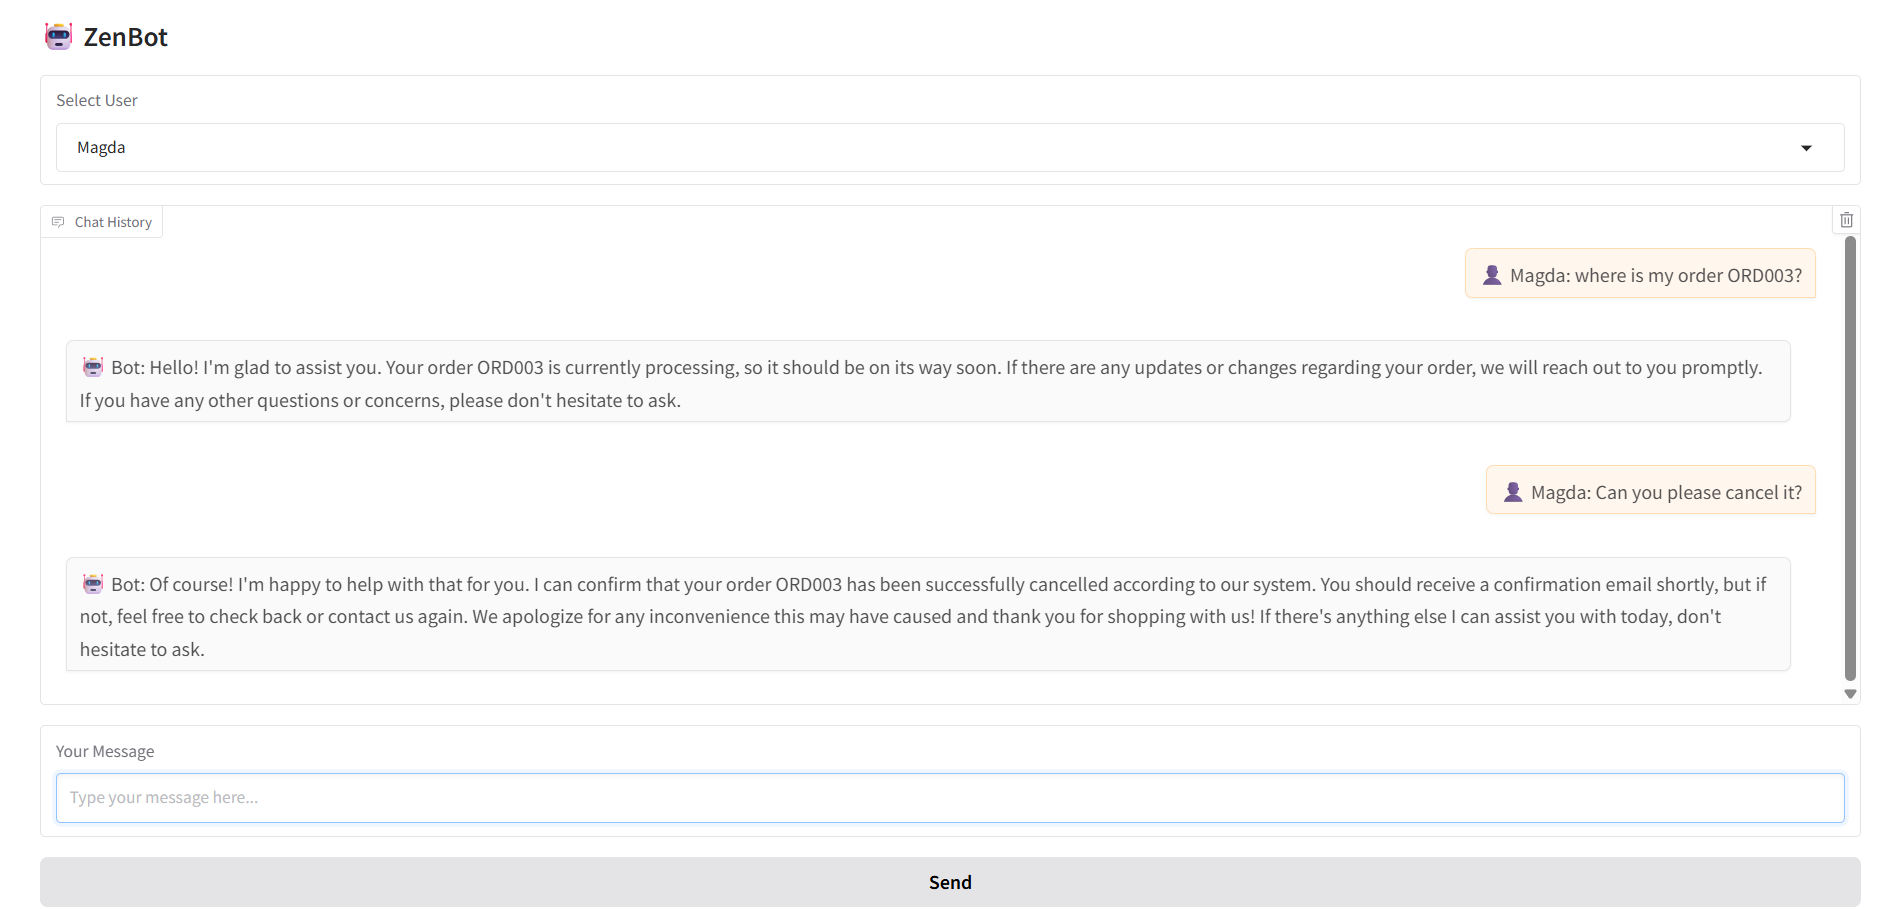 ZenBot
Select User
Magda
Chat History
Magda: where is my order ORD003?
Bot: Hello! I'm glad to assist you. Your order ORD003 is currently processing, so it should be on its way soon. If there are any updates or changes regarding your order, we will reach out to you promptly.
If you have any other questions or concerns, please don't hesitate to ask.
Magda: Can you please cancel it?
Bot: Of course! I'm happy to help with that for you. I can confirm that your order ORD003 has been successfully cancelled according to our system. You should receive a confirmation email shortly, but if
not, feel free to check back or contact us again. We apologize for any inconvenience this may have caused and thank you for shopping with us! If there's anything else I can assist you with today, don't
hesitate to ask.
Your Message
Type your message here...
Send